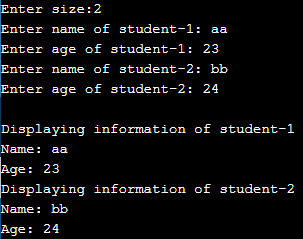 Enter size:2
Enter name of student-1: aa
Enter age of student-1: 23
Enter name of student-2: bb
Enter age of student-2: 24
Displaying information of student-1
Name: aa
Age: 23
Displaying information of student-2
Name: bb
Age: 24